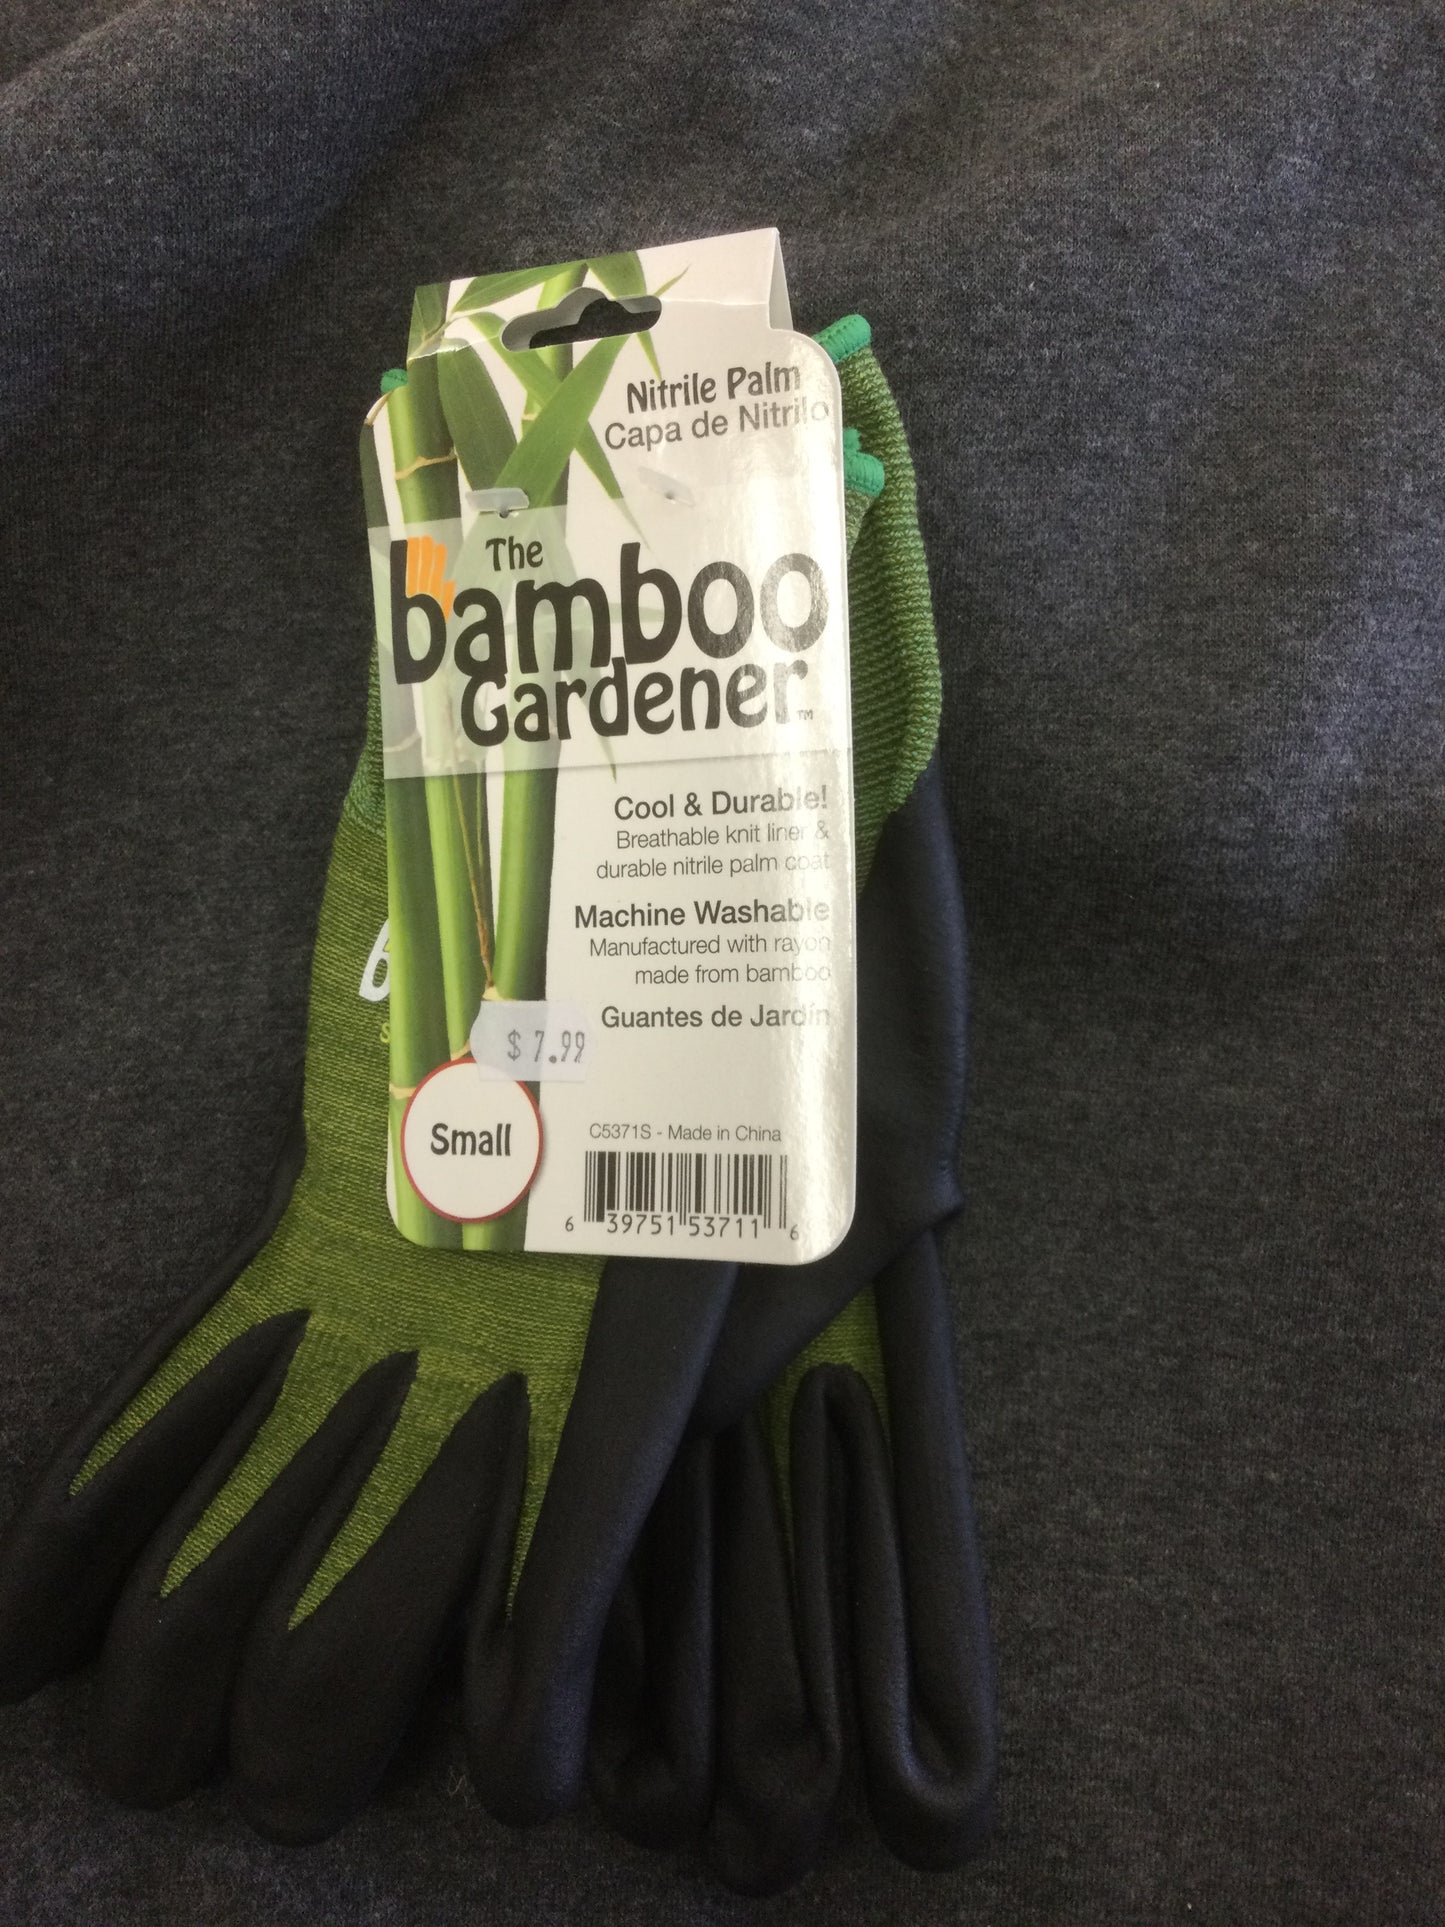 Nitrile Palm
Capa de Nitrilo
The
bamboo
Gardener™
Cool & Durable!
Breathable knit liner &
durable nitrile palm coat
Machine Washable
Manufactured with rayon
made from bamboo
Guantes de Jardín
$ 7.99
Small
C5371S - Made in China
6 39751 53711 6